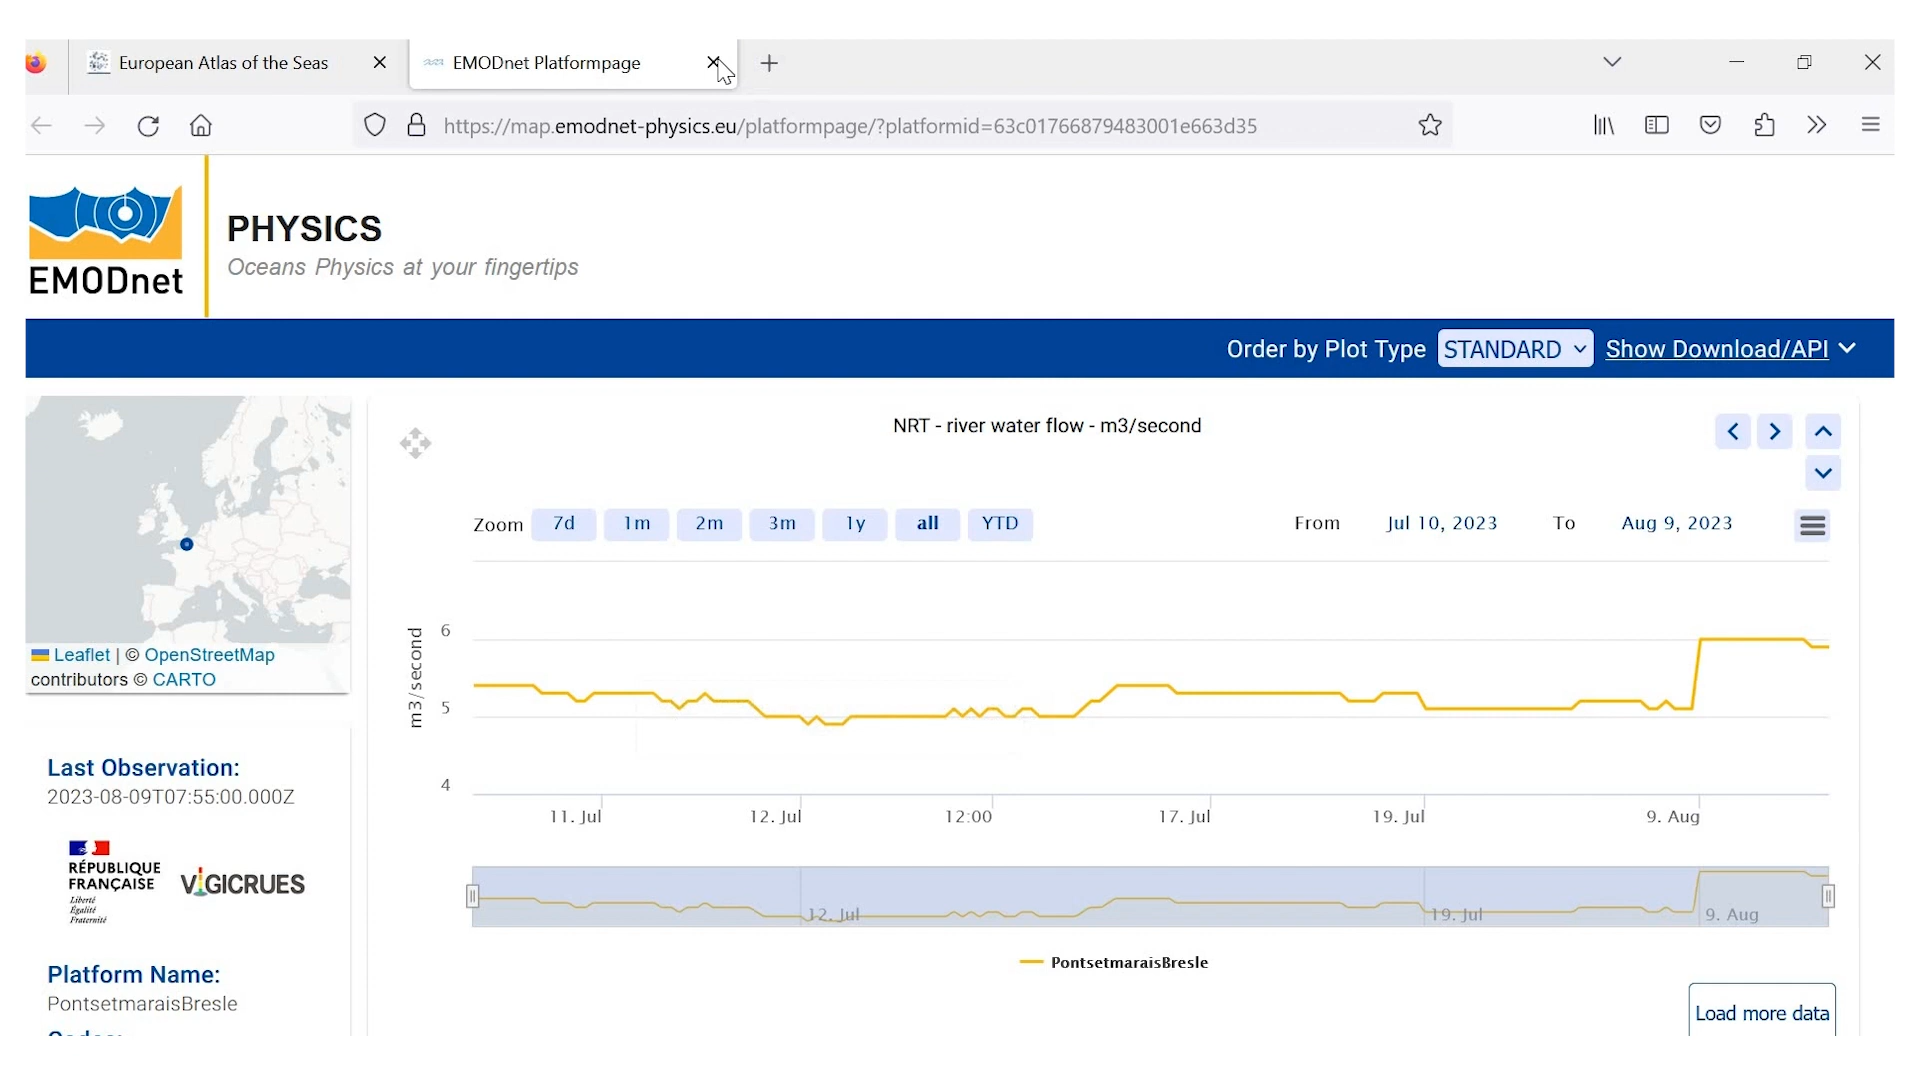 European Atlas of the Seas
EMODnet Platformpage
https://map.emodnet-physics.eu/platformpage/?platformid=63c01766879483001e663d35
EMODnet
PHYSICS
Oceans Physics at your fingertips
Order by Plot Type STANDARD Show Download/API
Leaflet | © OpenStreetMap
contributors © CARTO
Last Observation:
2023-08-09T07:55:00.000Z
RÉPUBLIQUE
FRANÇAISE
Liberté
Égalité
Fraternité
VIGICRUES
Platform Name:
PontsetmaraisBresle
NRT - river water flow - m3/second
Zoom 7d 1m 2m 3m 1y all YTD From Jul 10, 2023 To Aug 9, 2023
m3/second
6
5
4
11. Jul 12. Jul 12:00 17. Jul 19. Jul 9. Aug
12. Jul 19. Jul 9. Aug
PontsetmaraisBresle
Load more data